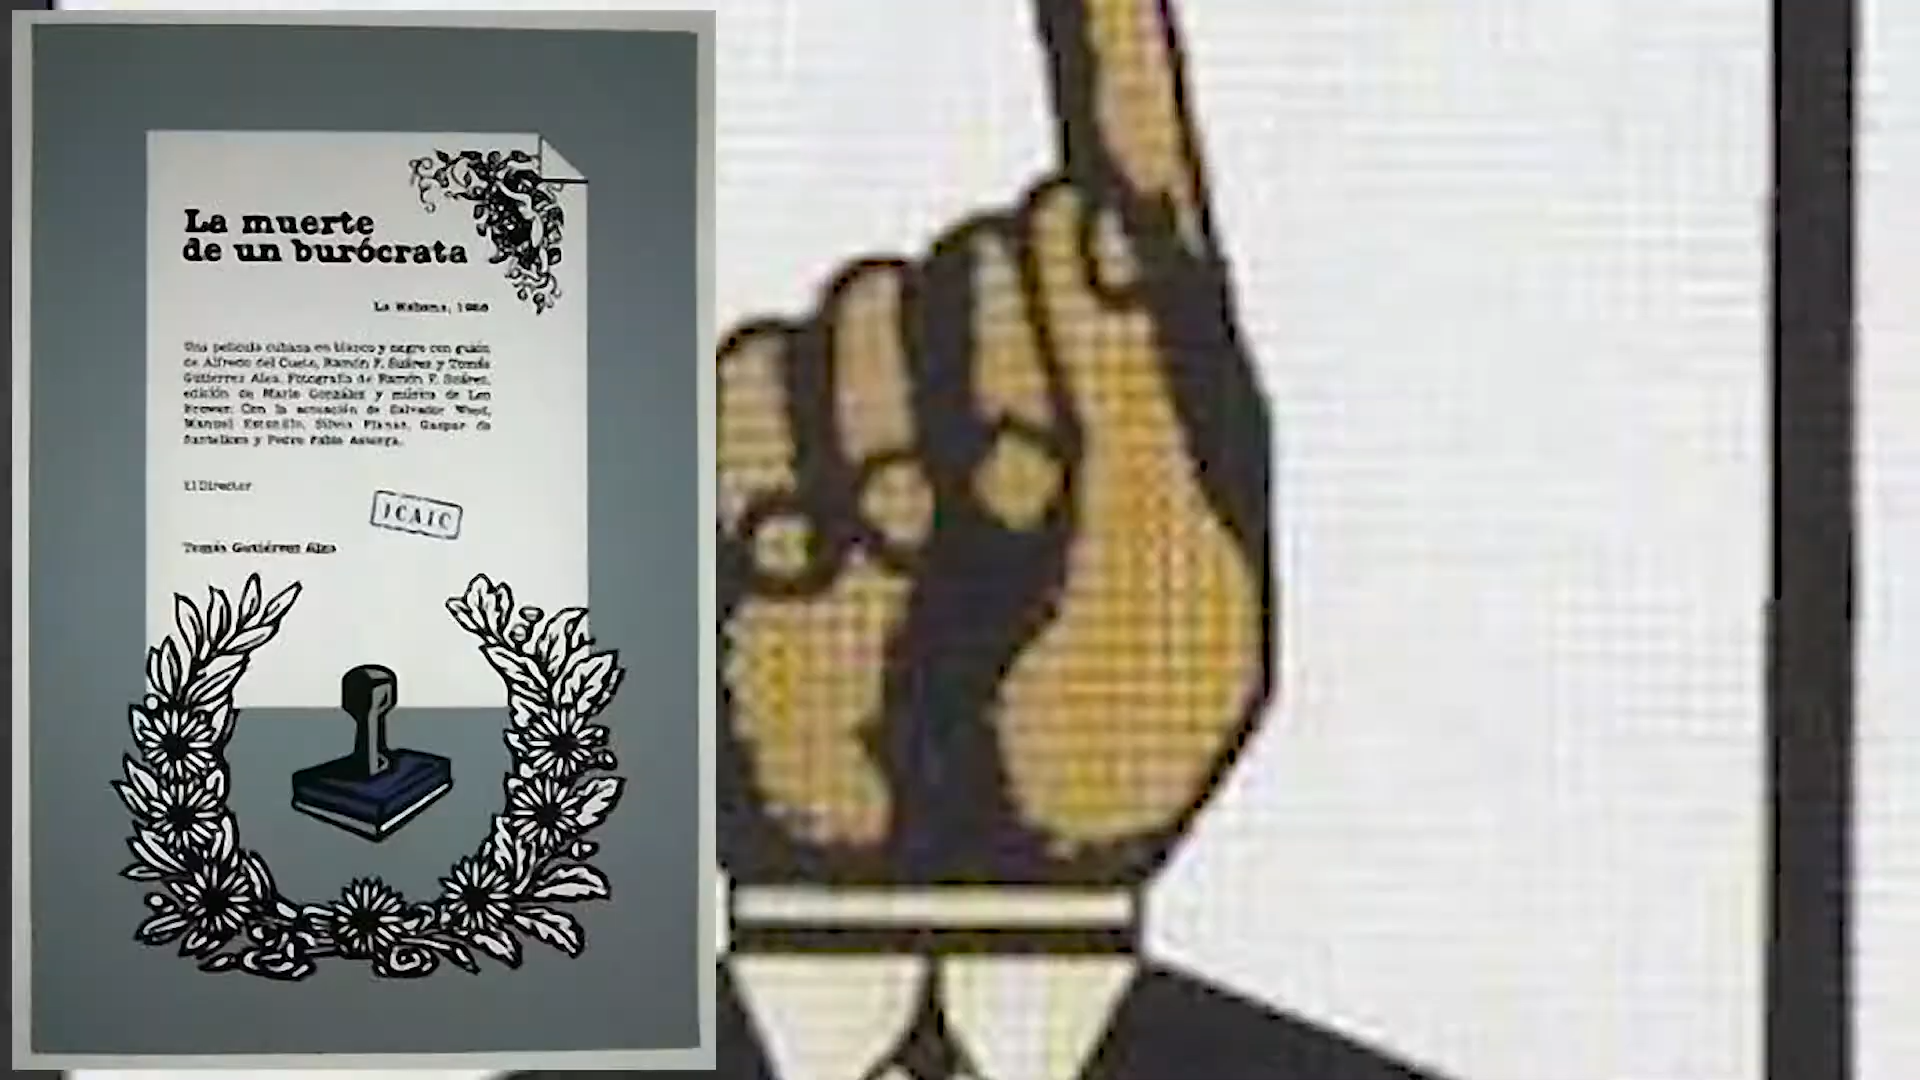 La muerte
de un burócrata
La Habana, 1966
Una película cubana en blanco y negro con guión
de Alfredo del Cueto, Ramón F. Suárez y Tomás
Gutiérrez Alea. Fotografía de Ramón F. Suárez,
edición de Mario González y música de Leo
Brower. Con la actuación de Salvador Wood,
Manuel Estanillo, Silvia Planas, Gaspar de
Santelices y Pedro Pablo Astorga.
El Director
ICAIC
Tomás Gutiérrez Alea